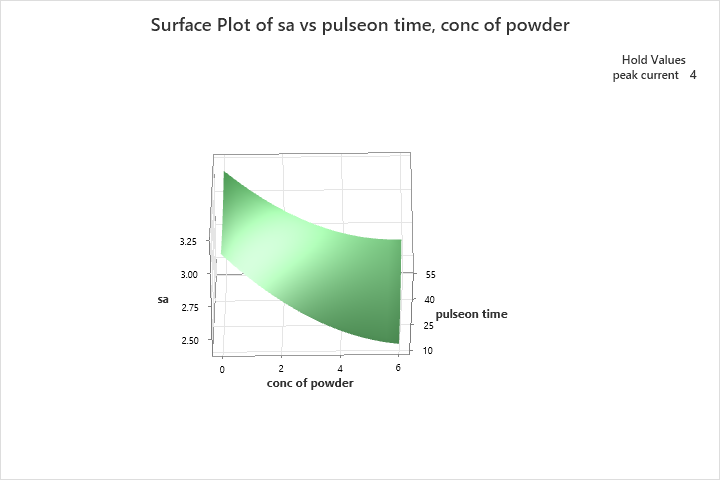 Surface Plot of sa vs pulseon time, conc of powder
Hold Values
peak current 4
3.25
3.00
2.75
2.50
sa
55
40
25
10
pulseon time
0 2 4 6
conc of powder